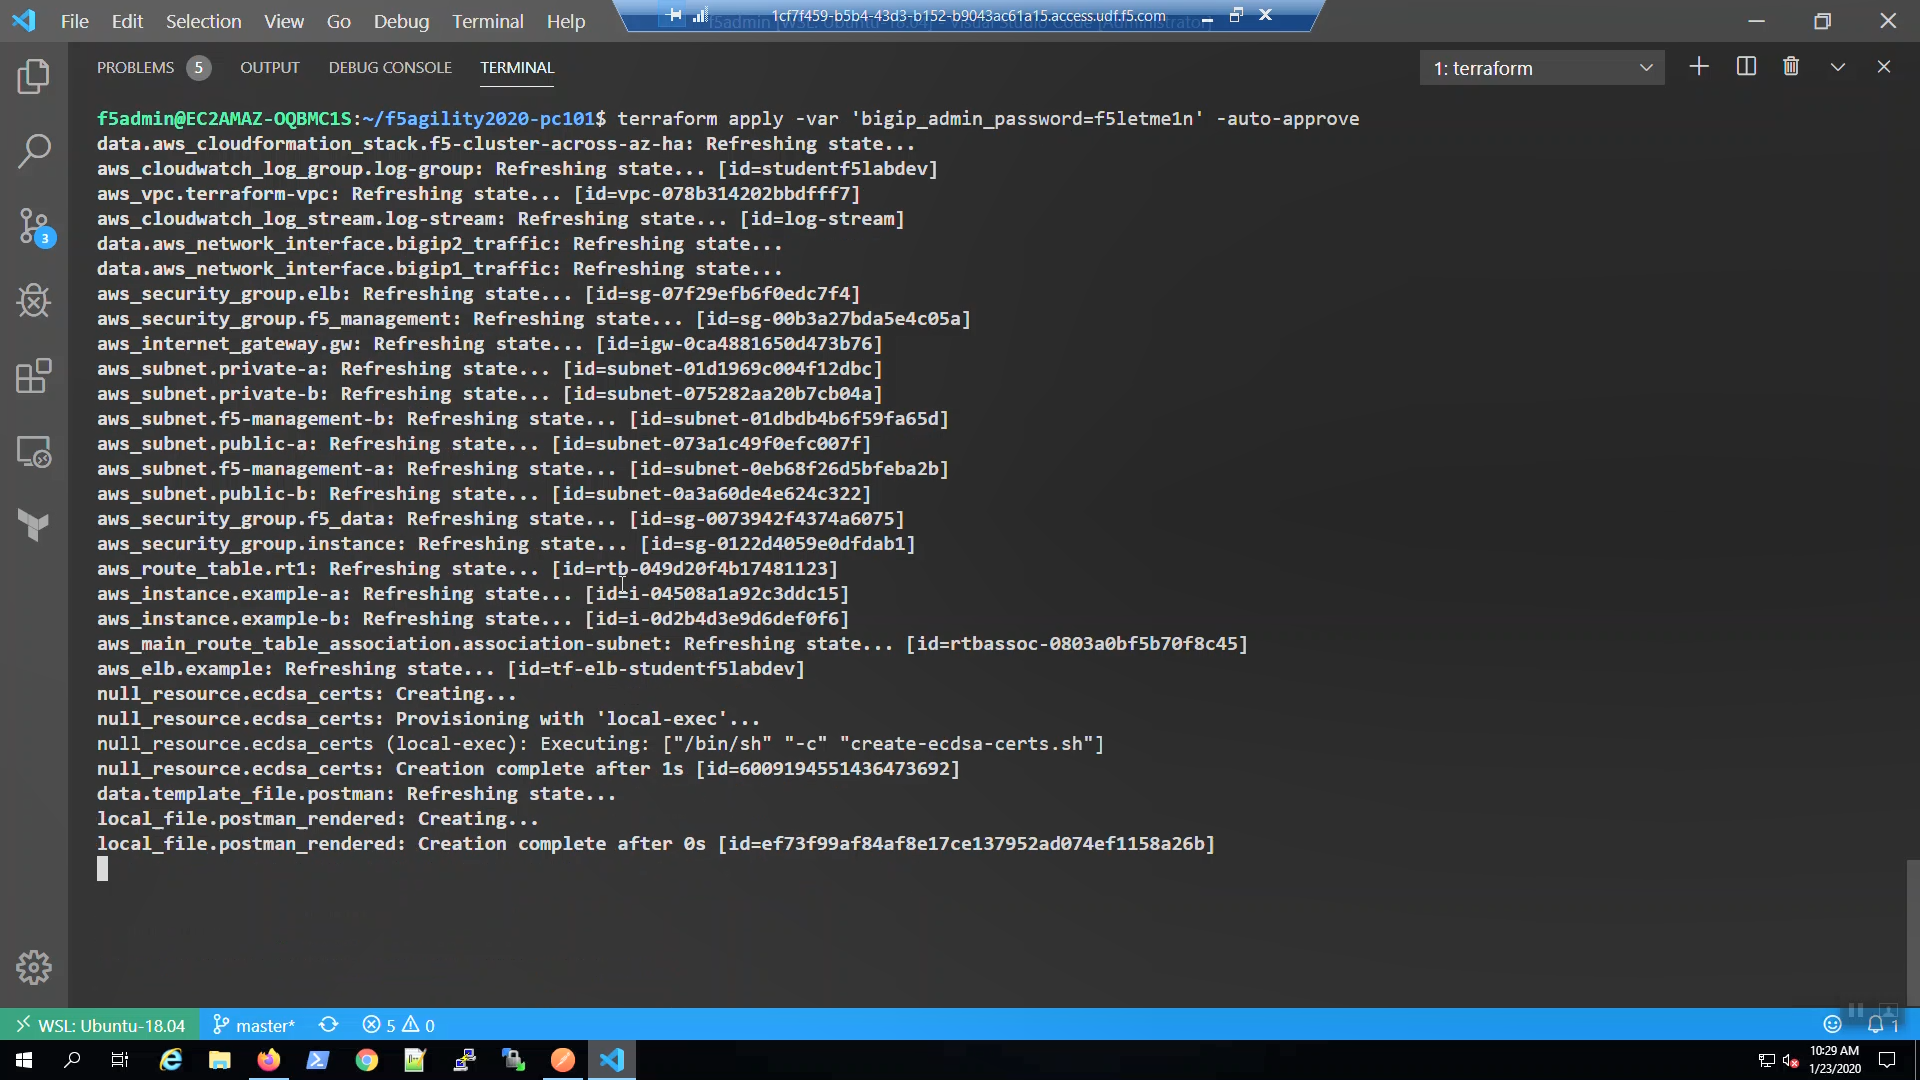 File Edit Selection View Go Debug Terminal Help
1cf7f459-b5b4-43d3-b152-b9043ac61a15.access.udf.f5.com
PROBLEMS 5 OUTPUT DEBUG CONSOLE TERMINAL
1: terraform
f5admin@EC2AMAZ-OQBMC1S:~/f5agility2020-pc101$ terraform apply -var 'bigip_admin_password=f5letme1n' -auto-approve
data.aws_cloudformation_stack.f5-cluster-across-az-ha: Refreshing state...
aws_cloudwatch_log_group.log-group: Refreshing state... [id=studentf5labdev]
aws_vpc.terraform-vpc: Refreshing state... [id=vpc-078b314202bbdfff7]
aws_cloudwatch_log_stream.log-stream: Refreshing state... [id=log-stream]
data.aws_network_interface.bigip2_traffic: Refreshing state...
data.aws_network_interface.bigip1_traffic: Refreshing state...
aws_security_group.elb: Refreshing state... [id=sg-07f29efb6f0edc7f4]
aws_security_group.f5_management: Refreshing state... [id=sg-00b3a27bda5e4c05a]
aws_internet_gateway.gw: Refreshing state... [id=igw-0ca4881650d473b76]
aws_subnet.private-a: Refreshing state... [id=subnet-01d1969c004f12dbc]
aws_subnet.private-b: Refreshing state... [id=subnet-075282aa20b7cb04a]
aws_subnet.f5-management-b: Refreshing state... [id=subnet-01dbdb4b6f59fa65d]
aws_subnet.public-a: Refreshing state... [id=subnet-073a1c49f0efc007f]
aws_subnet.f5-management-a: Refreshing state... [id=subnet-0eb68f26d5bfeba2b]
aws_subnet.public-b: Refreshing state... [id=subnet-0a3a60de4e624c322]
aws_security_group.f5_data: Refreshing state... [id=sg-0073942f4374a6075]
aws_security_group.instance: Refreshing state... [id=sg-0122d4059e0dfdab1]
aws_route_table.rt1: Refreshing state... [id=rtb-049d20f4b17481123]
aws_instance.example-a: Refreshing state... [id=i-04508a1a92c3ddc15]
aws_instance.example-b: Refreshing state... [id=i-0d2b4d3e9d6def0f6]
aws_main_route_table_association.association-subnet: Refreshing state... [id=rtbassoc-0803a0bf5b70f8c45]
aws_elb.example: Refreshing state... [id=tf-elb-studentf5labdev]
null_resource.ecdsa_certs: Creating...
null_resource.ecdsa_certs: Provisioning with 'local-exec'...
null_resource.ecdsa_certs (local-exec): Executing: ["/bin/sh" "-c" "create-ecdsa-certs.sh"]
null_resource.ecdsa_certs: Creation complete after 1s [id=6009194551436473692]
data.template_file.postman: Refreshing state...
local_file.postman_rendered: Creating...
local_file.postman_rendered: Creation complete after 0s [id=ef73f99af84af8e17ce137952ad074ef1158a26b]
3
WSL: Ubuntu-18.04 master* 5 0 1
10:29 AM
1/23/2020